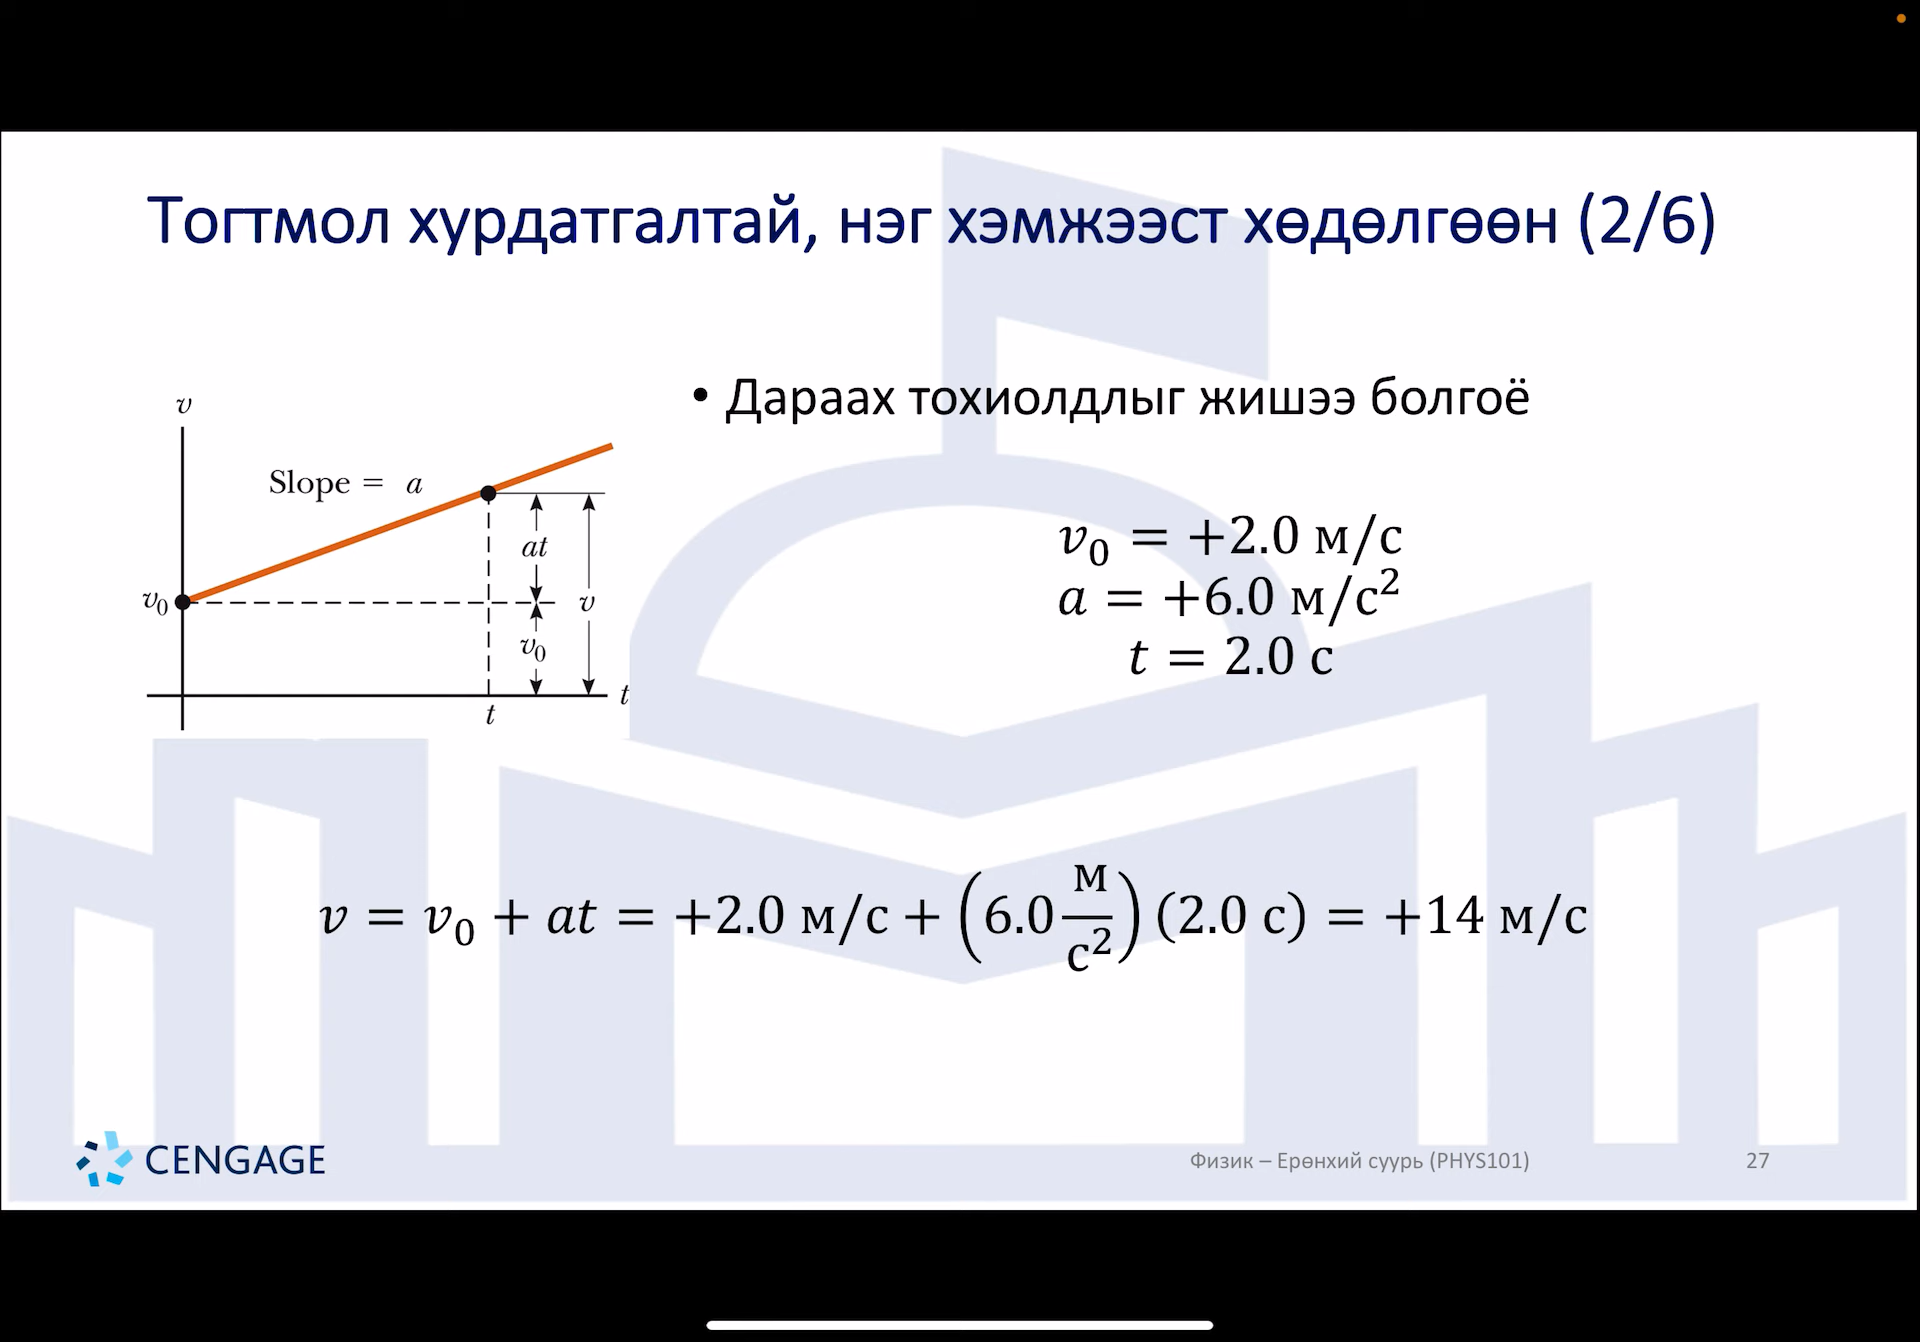 Тогтмол хурдатгалтай, нэг хэмжээст хөдөлгөөн (2/6)
• Дараах тохиолдлыг жишээ болгоё
v
Slope = a
at
v₀
v
v₀
t
t
v₀ = +2.0 м/с
a = +6.0 м/с²
t = 2.0 с
v = v₀ + at = +2.0 м/с + (6.0 м/с²) (2.0 с) = +14 м/с
CENGAGE
Физик – Ерөнхий суурь (PHYS101)
27